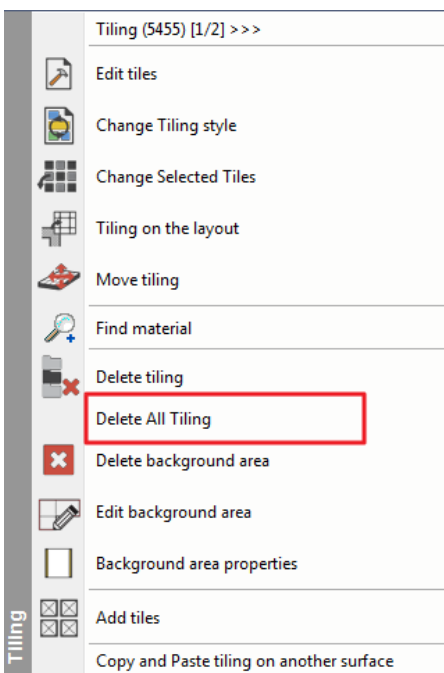 Tiling (5455) [1/2] >>>
Edit tiles
Change Tiling style
Change Selected Tiles
Tiling on the layout
Move tiling
Find material
Delete tiling
Delete All Tiling
Delete background area
Edit background area
Background area properties
Add tiles
Copy and Paste tiling on another surface
Tiling